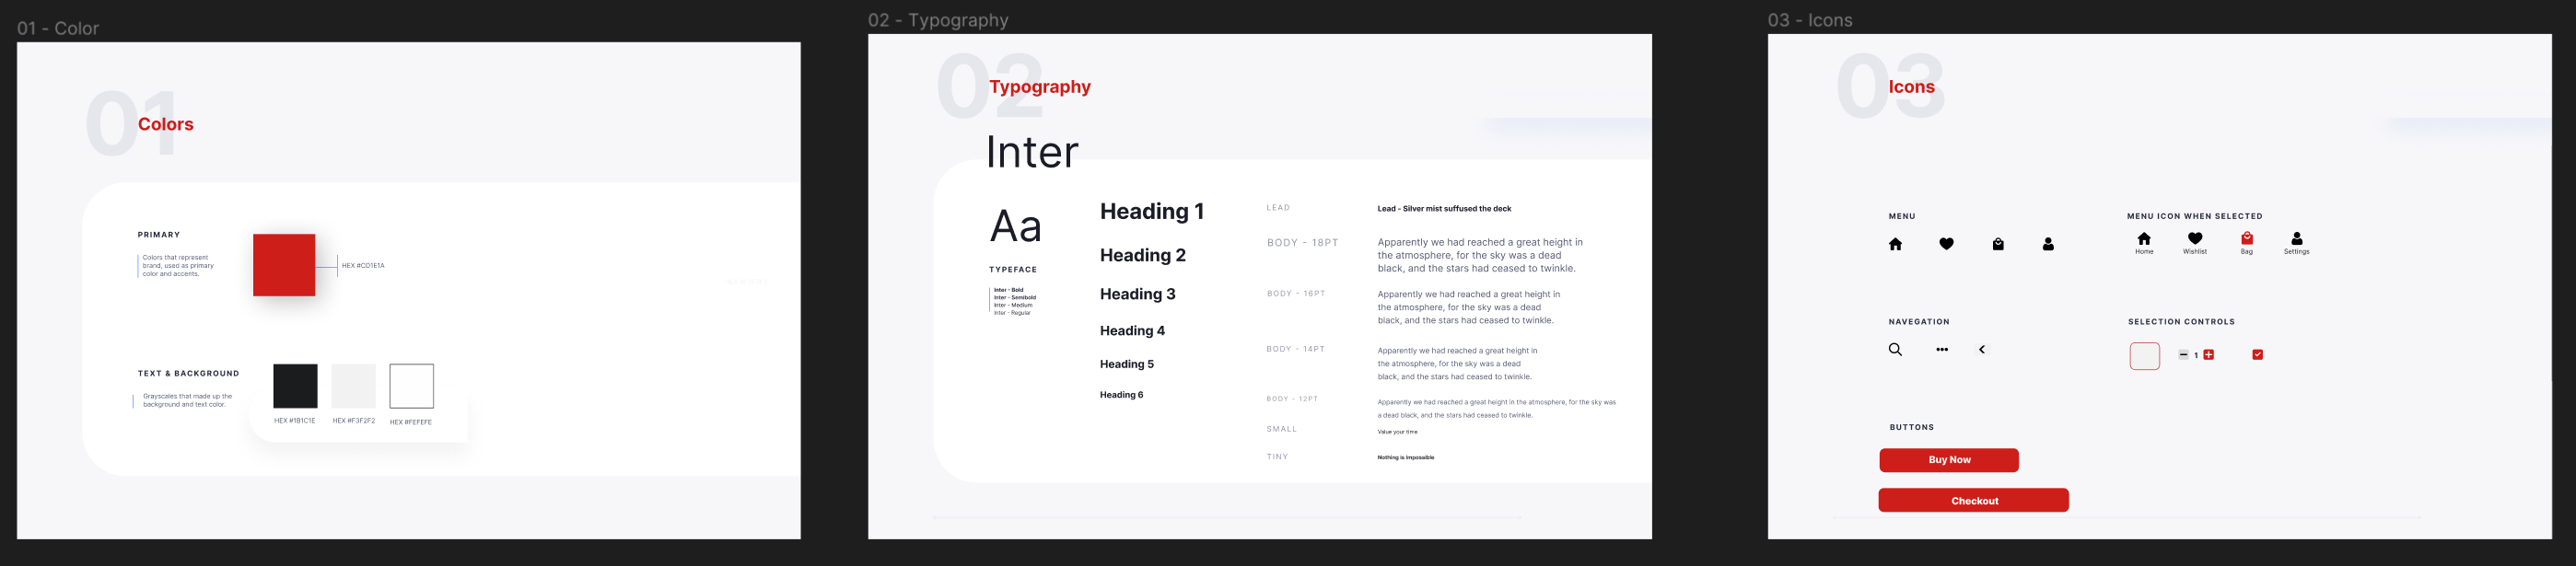 01 - Color
01
Colors
PRIMARY
Colors that represent
brand, used as primary
color and accents.
HEX #CD1E1A
TEXT & BACKGROUND
Grayscales that made up the
background and text color.
HEX #1B1C1E
HEX #F3F2F2
HEX #FEFEFE
02 - Typography
02
Typography
Inter
Aa
TYPEFACE
Inter - Bold
Inter - Semibold
Inter - Medium
Inter - Regular
Heading 1
Heading 2
Heading 3
Heading 4
Heading 5
Heading 6
LEAD
Lead - Silver mist suffused the deck
BODY - 18PT
Apparently we had reached a great height in
the atmosphere, for the sky was a dead
black, and the stars had ceased to twinkle.
BODY - 16PT
Apparently we had reached a great height in
the atmosphere, for the sky was a dead
black, and the stars had ceased to twinkle.
BODY - 14PT
Apparently we had reached a great height in
the atmosphere, for the sky was a dead
black, and the stars had ceased to twinkle.
BODY - 12PT
Apparently we had reached a great height in the atmosphere, for the sky was
a dead black, and the stars had ceased to twinkle.
SMALL
Value your time
TINY
Nothing is Impossible
03 - Icons
03
Icons
MENU
MENU ICON WHEN SELECTED
Home
Wishlist
Bag
Settings
NAVEGATION
SELECTION CONTROLS
1
BUTTONS
Buy Now
Checkout